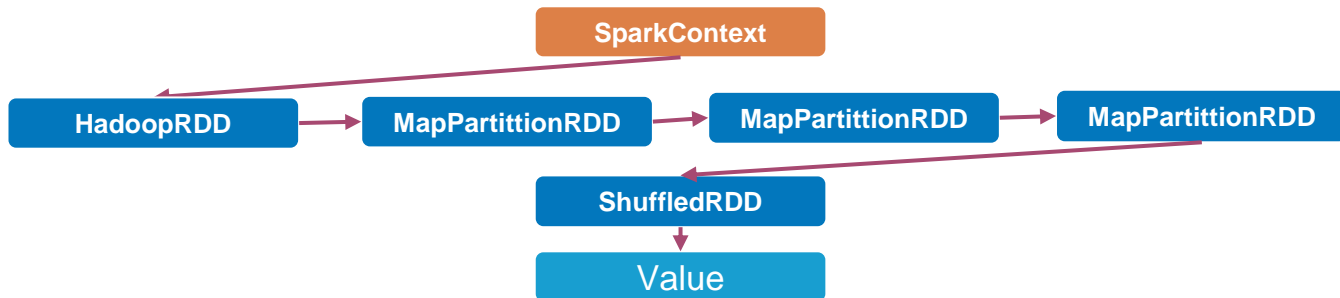 SparkContext
HadoopRDD
MapPartittionRDD
MapPartittionRDD
MapPartittionRDD
ShuffledRDD
Value